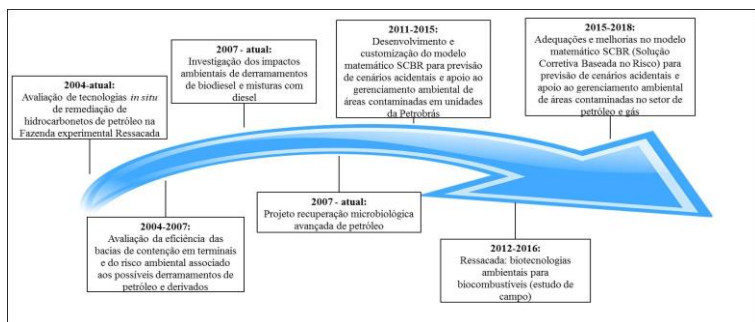 2004-atual:
Avaliação de tecnologias in situ
de remediação de
hidrocarbonetos de petróleo na
Fazenda experimental Ressacada
2007 - atual:
Investigação dos impactos
ambientais de derramamentos
de biodiesel e misturas com
diesel
2011-2015:
Desenvolvimento e
customização do modelo
matemático SCBR para previsão
de cenários acidentais e apoio ao
gerenciamento ambiental de
áreas contaminadas em unidades
da Petrobrás
2015-2018:
Adequações e melhorias no modelo
matemático SCBR (Solução
Corretiva Baseada no Risco) para
previsão de cenários acidentais e
apoio ao gerenciamento ambiental
de áreas contaminadas no setor de
petróleo e gás
2004-2007:
Avaliação da eficiência das
bacias de contenção em terminais
e do risco ambiental associado
aos possíveis derramamentos de
petróleo e derivados
2007 - atual:
Projeto recuperação microbiológica
avançada de petróleo
2012-2016:
Ressacada: biotecnologias
ambientais para
biocombustíveis (estudo de
campo)